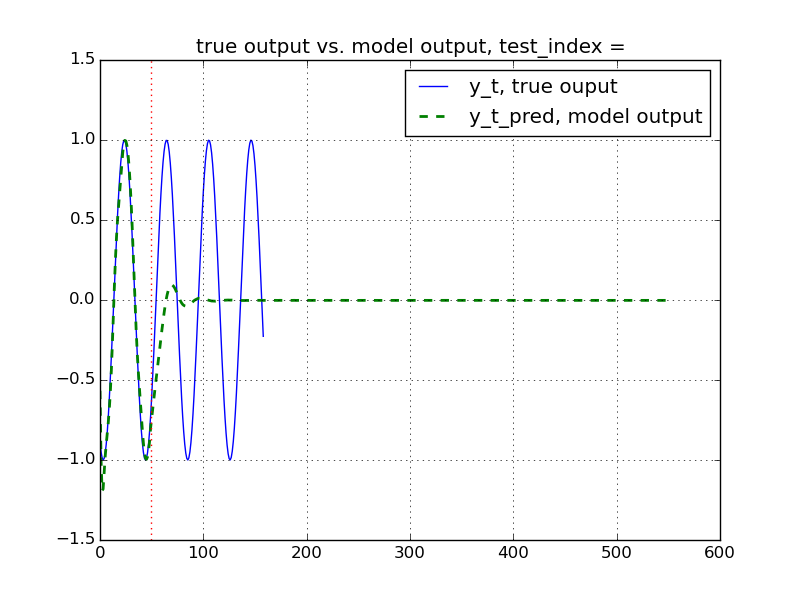 true output vs. model output, test_index =
y_t, true ouput
y_t_pred, model output
1.5
1.0
0.5
0.0
−0.5
−1.0
−1.5
0 100 200 300 400 500 600